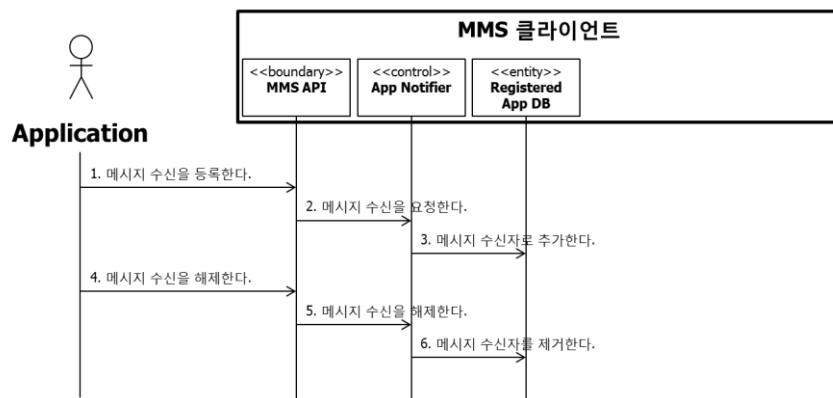 MMS 클라이언트
<<boundary>>
MMS API
<<control>>
App Notifier
<<entity>>
Registered
App DB
Application
1. 메시지 수신을 등록한다.
2. 메시지 수신을 요청한다.
3. 메시지 수신자로 추가한다.
4. 메시지 수신을 해제한다.
5. 메시지 수신을 해제한다.
6. 메시지 수신자를 제거한다.